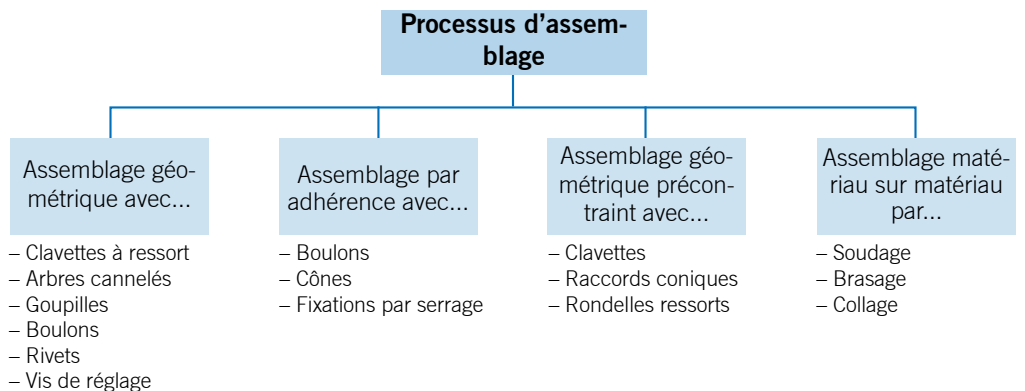 Processus d'assem-
blage
Assemblage géo-
métrique avec...
– Clavettes à ressort
– Arbres cannelés
– Goupilles
– Boulons
– Rivets
– Vis de réglage
Assemblage par
adhérence avec...
– Boulons
– Cônes
– Fixations par serrage
Assemblage géo-
métrique précon-
traint avec...
– Clavettes
– Raccords coniques
– Rondelles ressorts
Assemblage maté-
riau sur matériau
par...
– Soudage
– Brasage
– Collage